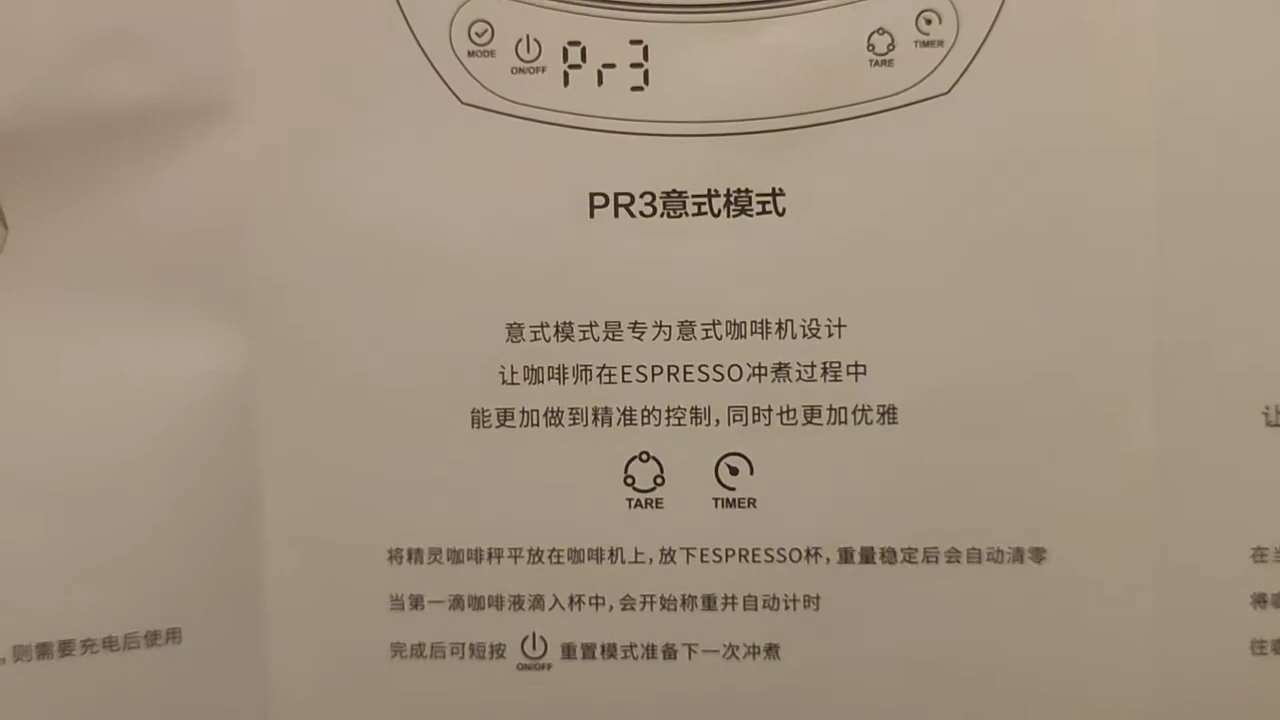 MODE
ON/OFF
Pr3
TARE
TIMER
PR3意式模式
意式模式是专为意式咖啡机设计
让咖啡师在ESPRESSO冲煮过程中
能更加做到精准的控制,同时也更加优雅
TARE
TIMER
将精灵咖啡秤平放在咖啡机上,放下ESPRESSO杯,重量稳定后会自动清零
当第一滴咖啡液滴入杯中,会开始称重并自动计时
完成后可短按 ON/OFF 重置模式准备下一次冲煮
。则需要充电后使用
让
在当
将
往